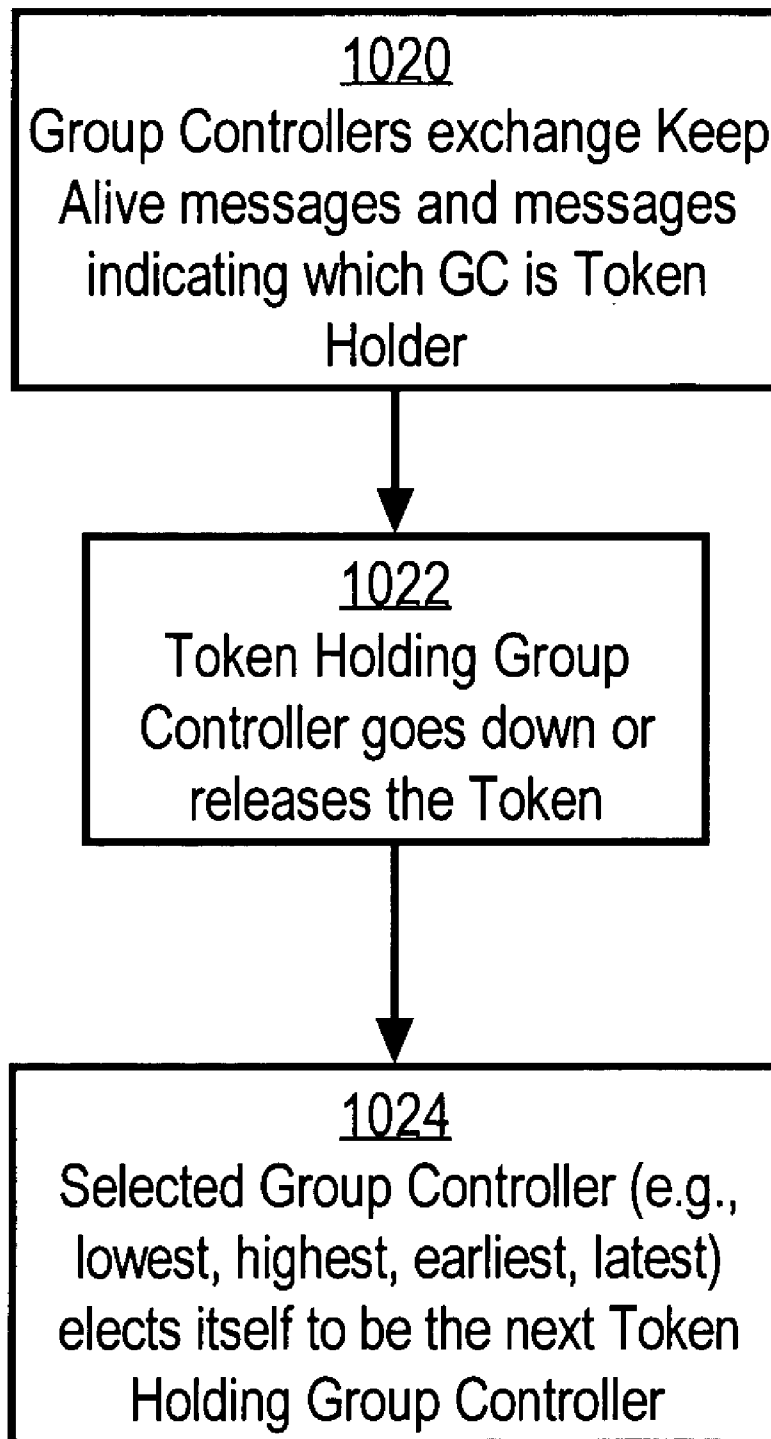 1020
Group Controllers exchange Keep
Alive messages and messages
indicating which GC is Token
Holder
1022
Token Holding Group
Controller goes down or
releases the Token
1024
Selected Group Controller (e.g.,
lowest, highest, earliest, latest)
elects itself to be the next Token
Holding Group Controller